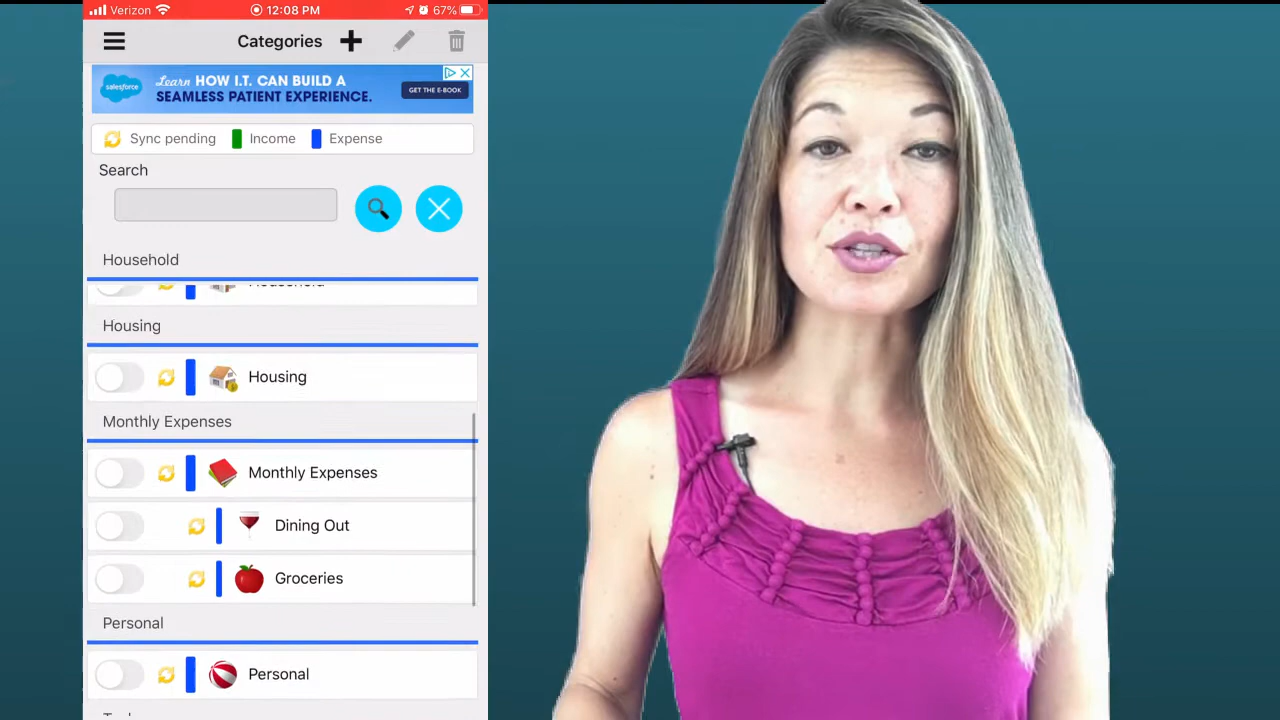 Verizon 12:08 PM 67%
Categories
Learn HOW I.T. CAN BUILD A
SEAMLESS PATIENT EXPERIENCE.
salesforce
GET THE E-BOOK
Sync pending Income Expense
Search
Household
Household
Housing
Housing
Monthly Expenses
Monthly Expenses
Dining Out
Groceries
Personal
Personal